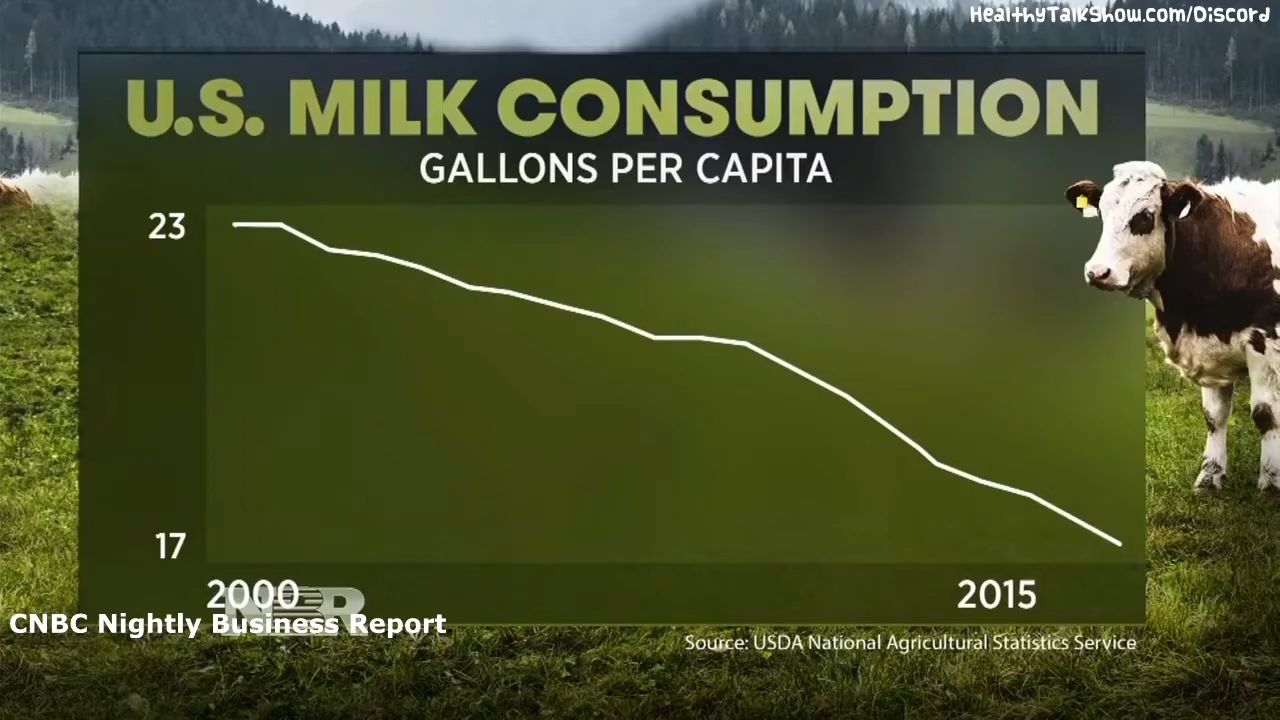 HealthyTalkShow.com/Discord
U.S. MILK CONSUMPTION
GALLONS PER CAPITA
23
17
2000
2015
NBR
CNBC Nightly Business Report
Source: USDA National Agricultural Statistics Service